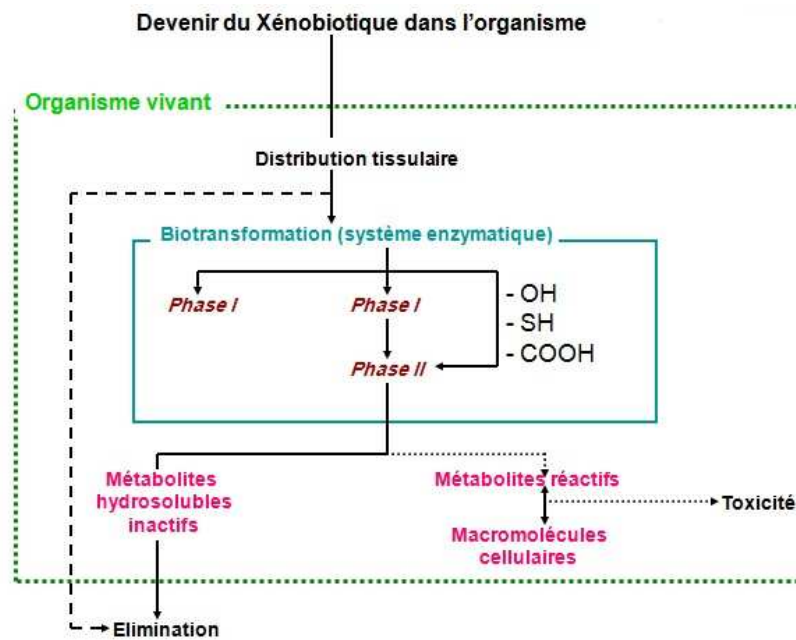 Devenir du Xénobiotique dans l'organisme
Organisme vivant
Distribution tissulaire
Biotransformation (système enzymatique)
Phase I
Phase I
- OH
- SH
- COOH
Phase II
Métabolites
hydrosolubles
inactifs
Métabolites réactifs
Toxicité
Macromolécules
cellulaires
Elimination